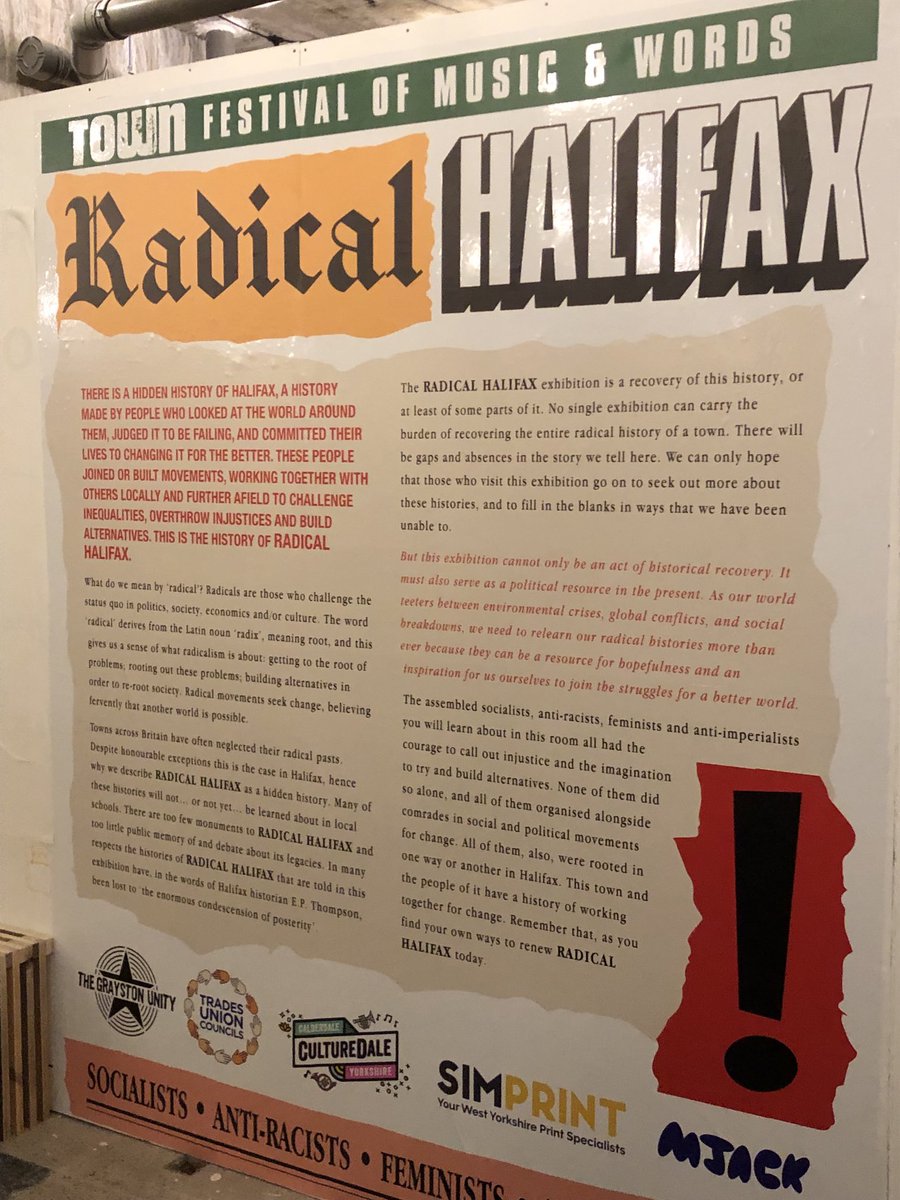 TOWN FESTIVAL OF MUSIC & WORDS
Radical HALIFAX
THERE IS A HIDDEN HISTORY OF HALIFAX, A HISTORY
MADE BY PEOPLE WHO LOOKED AT THE WORLD AROUND
THEM, JUDGED IT TO BE FAILING, AND COMMITTED THEIR
LIVES TO CHANGING IT FOR THE BETTER. THESE PEOPLE
JOINED OR BUILT MOVEMENTS, WORKING TOGETHER WITH
OTHERS LOCALLY AND FURTHER AFIELD TO CHALLENGE
INEQUALITIES, OVERTHROW INJUSTICES AND BUILD
ALTERNATIVES. THIS IS THE HISTORY OF RADICAL
HALIFAX.
What do we mean by 'radical'? Radicals are those who challenge the
status quo in politics, society, economics and/or culture. The word
'radical' derives from the Latin noun 'radix', meaning root, and this
gives us a sense of what radicalism is about: getting to the root of
problems; rooting out these problems; building alternatives in
order to re-root society. Radical movements seek change, believing
fervently that another world is possible.
Towns across Britain have often neglected their radical pasts.
Despite honourable exceptions this is the case in Halifax, hence
why we describe RADICAL HALIFAX as a hidden history. Many of
these histories will not… or not yet… be learned about in local
schools. There are too few monuments to RADICAL HALIFAX and
too little public memory of and debate about its legacies. In many
respects the histories of RADICAL HALIFAX that are told in this
exhibition have, in the words of Halifax historian E.P. Thompson,
been lost to 'the enormous condescension of posterity'.
The RADICAL HALIFAX exhibition is a recovery of this history, or
at least of some parts of it. No single exhibition can carry the
burden of recovering the entire radical history of a town. There will
be gaps and absences in the story we tell here. We can only hope
that those who visit this exhibition go on to seek out more about
these histories, and to fill in the blanks in ways that we have been
unable to.
But this exhibition cannot only be an act of historical recovery. It
must also serve as a political resource in the present. As our world
teeters between environmental crises, global conflicts, and social
breakdowns, we need to relearn our radical histories more than
ever because they can be a resource for hopefulness and an
inspiration for us ourselves to join the struggles for a better world.
The assembled socialists, anti-racists, feminists and anti-imperialists
you will learn about in this room all had the
courage to call out injustice and the imagination
to try and build alternatives. None of them did
so alone, and all of them organised alongside
comrades in social and political movements
for change. All of them, also, were rooted in
one way or another in Halifax. This town and
the people of it have a history of working
together for change. Remember that, as you
find your own ways to renew RADICAL
HALIFAX today.
!
THE GRAYSTON UNITY
TRADES
UNION
COUNCILS
CALDERDALE
CULTUREDALE
YORKSHIRE
SIMPRINT
Your West Yorkshire Print Specialists
MJACK
SOCIALISTS • ANTI-RACISTS • FEMINISTS